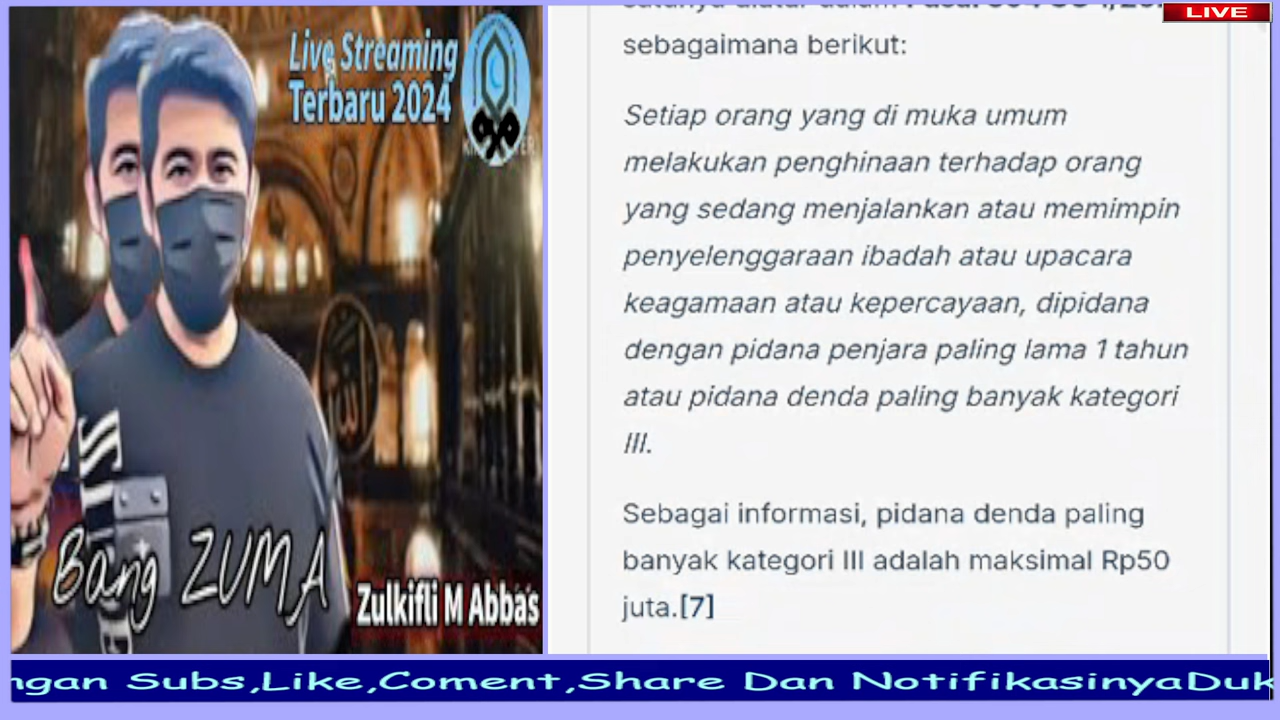 Live Streaming
Terbaru 2024
Bang ZUMA
Zulkifli M Abbas
LIVE
sebagaimana berikut:
Setiap orang yang di muka umum
melakukan penghinaan terhadap orang
yang sedang menjalankan atau memimpin
penyelenggaraan ibadah atau upacara
keagamaan atau kepercayaan, dipidana
dengan pidana penjara paling lama 1 tahun
atau pidana denda paling banyak kategori
III.
Sebagai informasi, pidana denda paling
banyak kategori III adalah maksimal Rp50
juta.[7]
ngan Subs,Like,Coment,Share Dan NotifikasinyaDuk